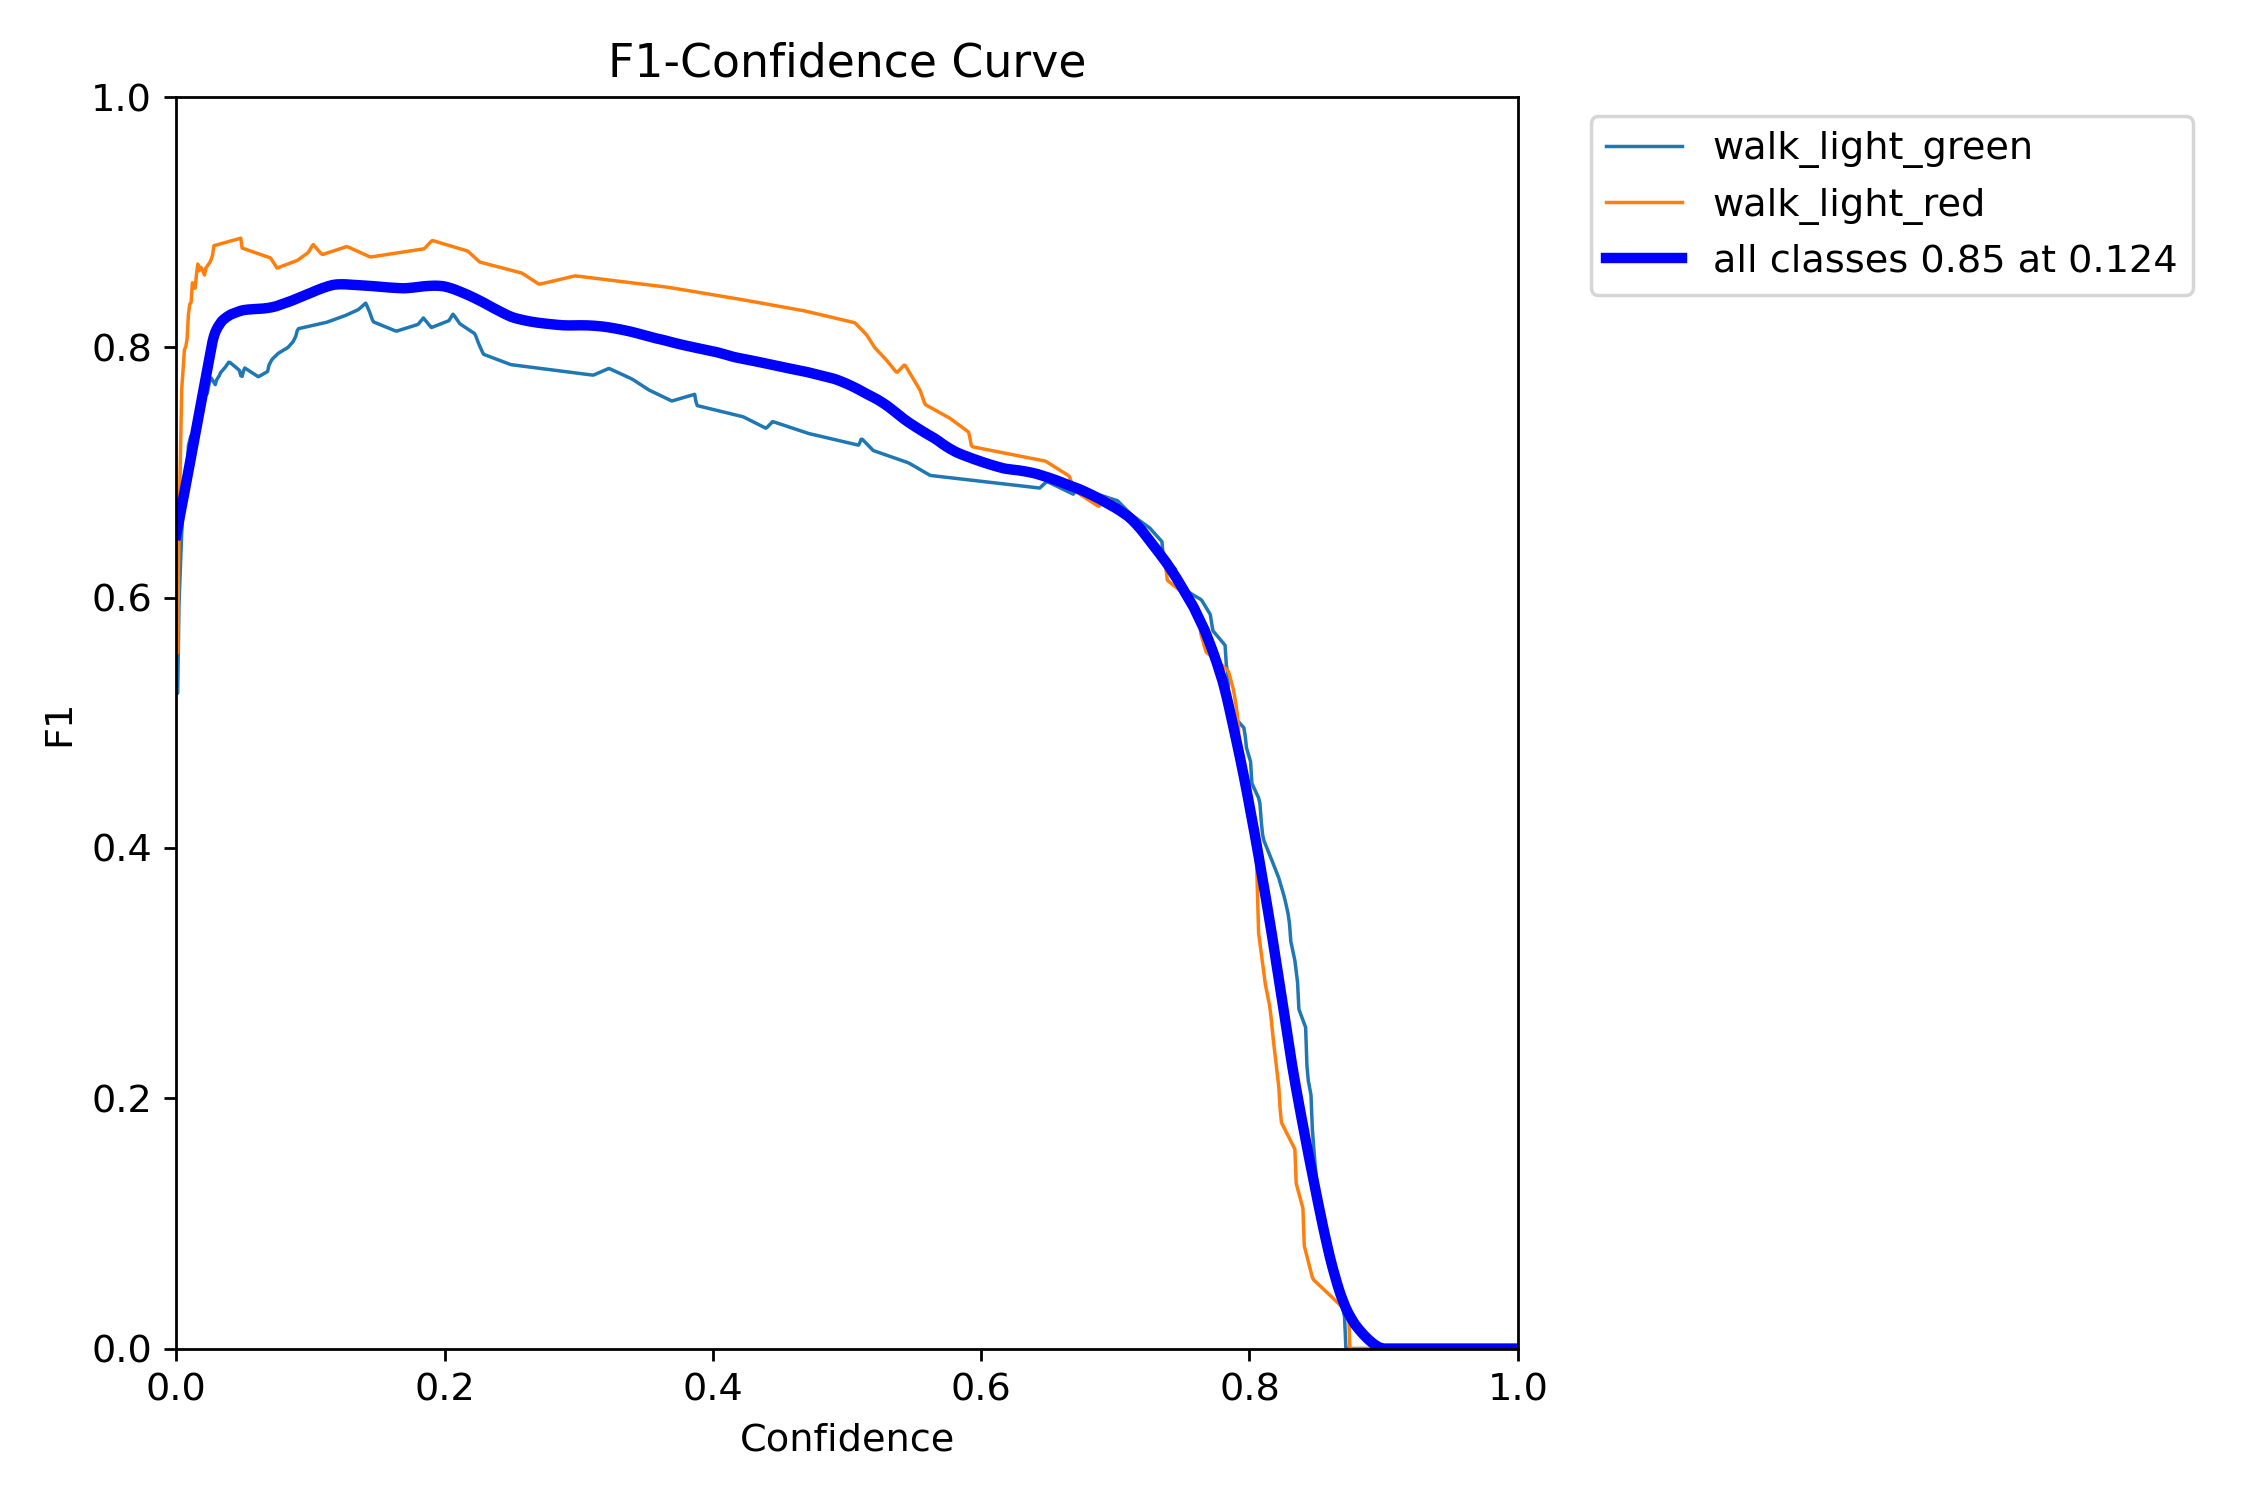 F1-Confidence Curve
walk_light_green
walk_light_red
all classes 0.85 at 0.124
1.0
0.8
0.6
0.4
0.2
0.0
F1
0.0 0.2 0.4 0.6 0.8 1.0
Confidence